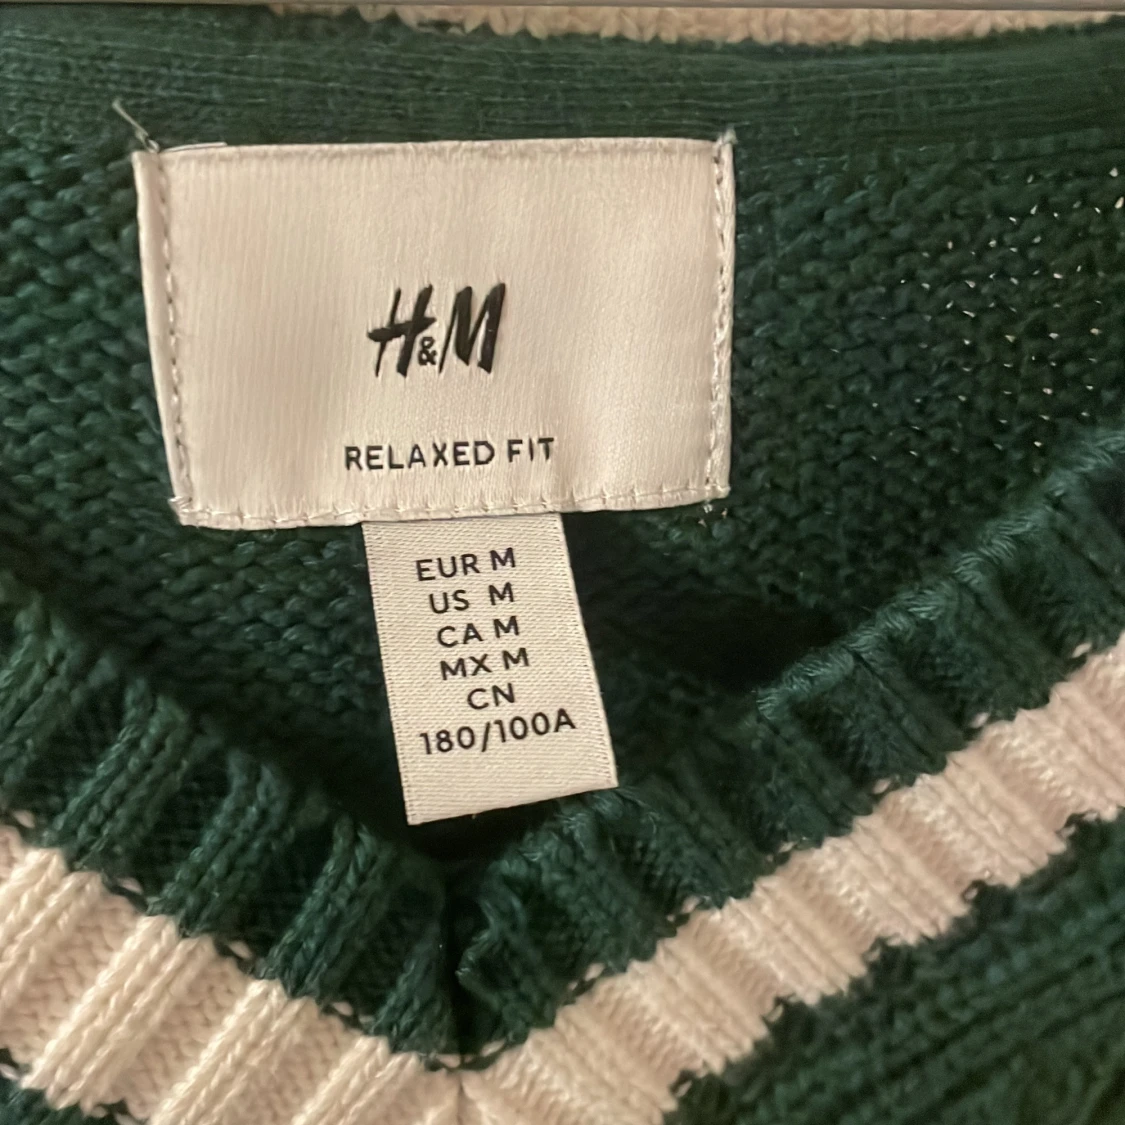 H&M
RELAXED FIT
EUR M
US M
CA M
MX M
CN
180/100A